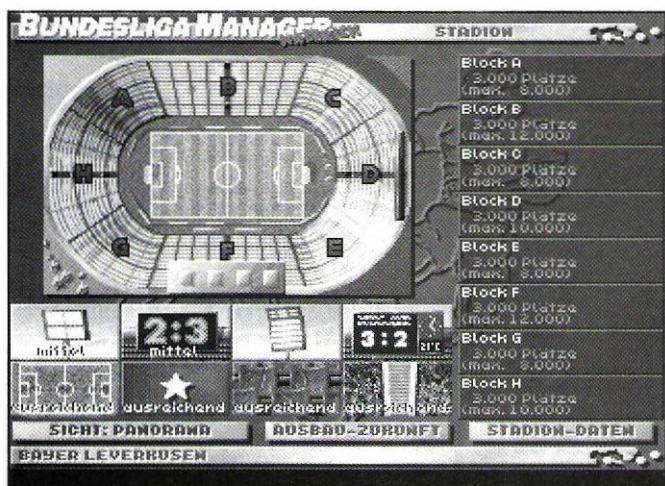 BUNDESLIGA MANAGER
STADION
A
B
C
H
D
G
F
E
Block A
3.000 Plätze
(max. 8.000)
Block B
3.000 Plätze
(max. 12.000)
Block C
3.000 Plätze
(max. 8.000)
Block D
3.000 Plätze
(max. 10.000)
Block E
3.000 Plätze
(max. 8.000)
Block F
3.000 Plätze
(max. 12.000)
Block G
3.000 Plätze
(max. 8.000)
Block H
3.000 Plätze
(max. 10.000)
mittel
2:3
mittel
3:2
21°C
ausreichend
ausreichend
ausreichend
ausreichend
SICHT: PANORAMA
AUSBAU-ZUKUNFT
STADION-DATEN
BAYER LEVERKUSEN